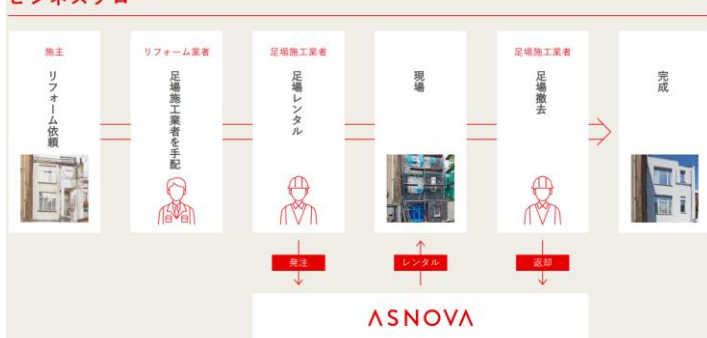 ビジネスフロー
施主
リフォーム依頼
リフォーム業者
足場施工業者を手配
足場施工業者
足場レンタル
現場
足場施工業者
足場撤去
完成
発注
レンタル
返却
ASNOVA